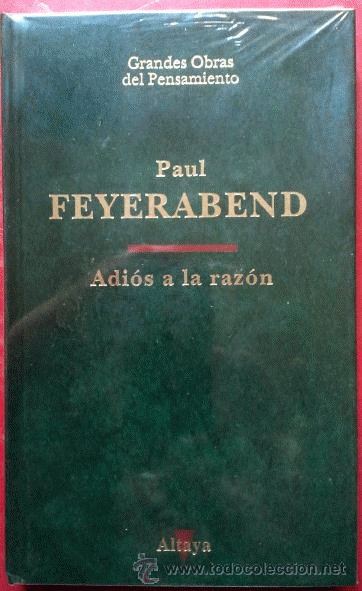 Grandes Obras
del Pensamiento
Paul
FEYERABEND
Adiós a la razón
Altaya
www.todocoleccion.net